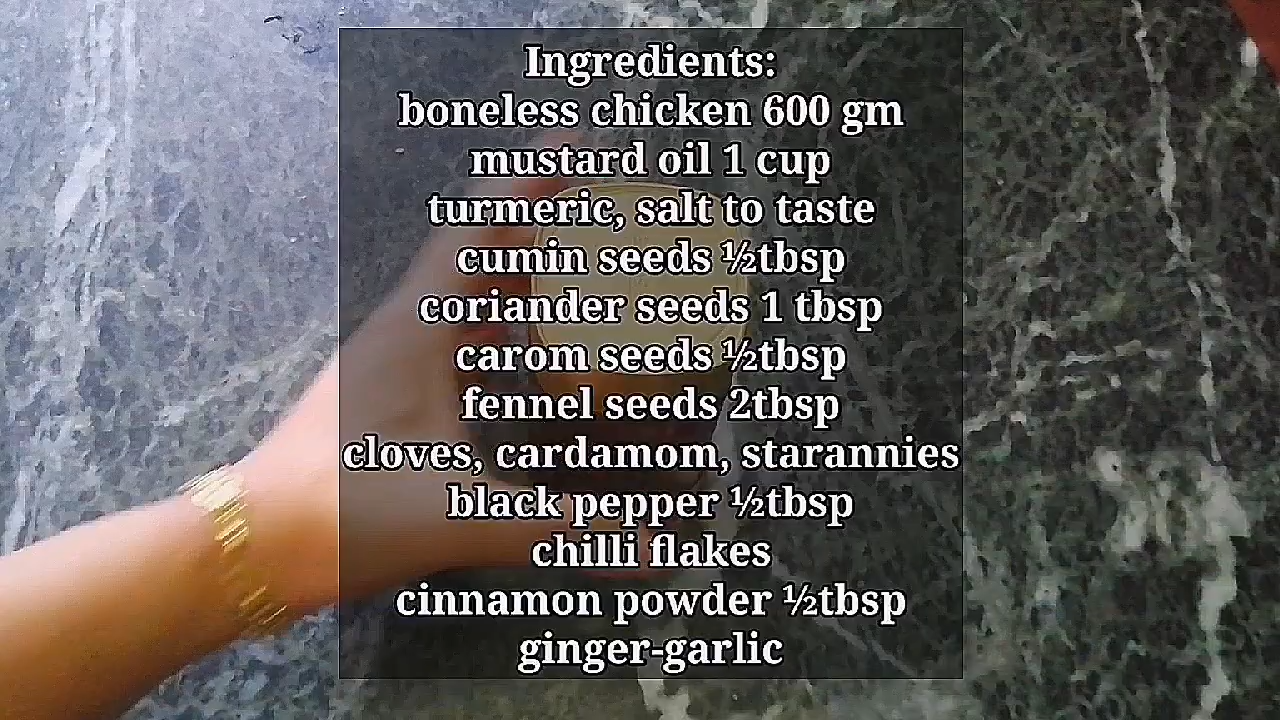 Ingredients:
boneless chicken 600 gm
mustard oil 1 cup
turmeric, salt to taste
cumin seeds ½tbsp
coriander seeds 1 tbsp
carom seeds ½tbsp
fennel seeds 2tbsp
cloves, cardamom, starannies
black pepper ½tbsp
chilli flakes
cinnamon powder ½tbsp
ginger-garlic